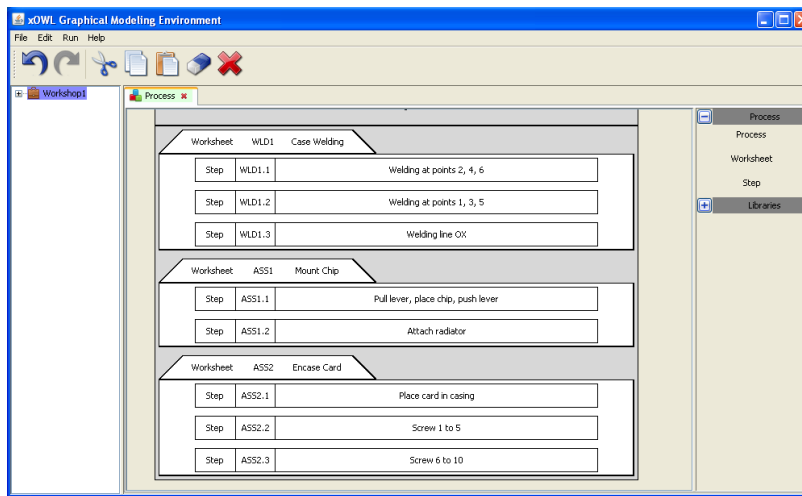 xOWL Graphical Modeling Environment
File Edit Run Help
Workshop1
Process
Process
Process
Worksheet
Step
Libraries
Worksheet WLD1 Case Welding
Step WLD1.1 Welding at points 2, 4, 6
Step WLD1.2 Welding at points 1, 3, 5
Step WLD1.3 Welding line OX
Worksheet ASS1 Mount Chip
Step ASS1.1 Pull lever, place chip, push lever
Step ASS1.2 Attach radiator
Worksheet ASS2 Encase Card
Step ASS2.1 Place card in casing
Step ASS2.2 Screw 1 to 5
Step ASS2.3 Screw 6 to 10